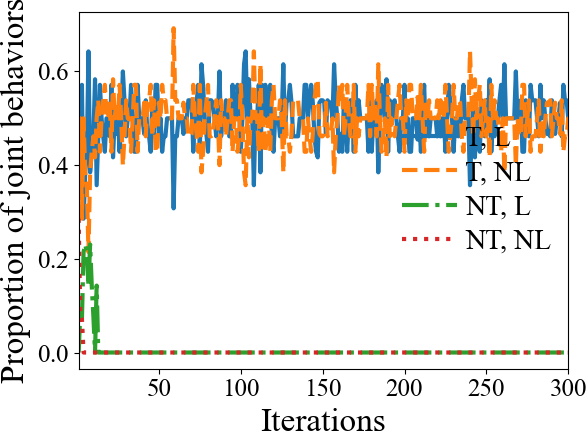 Proportion of joint behaviors
0.6
0.4
0.2
0.0
T, L
T, NL
NT, L
NT, NL
50
100
150
200
250
300
Iterations